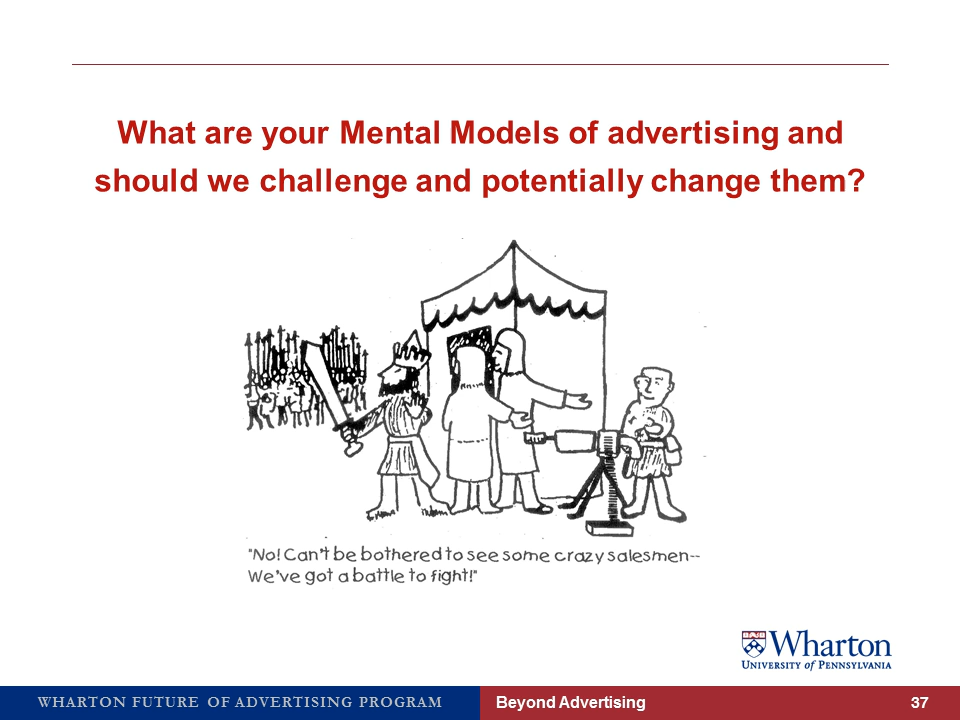 What are your Mental Models of advertising and
should we challenge and potentially change them?
"No! Can't be bothered to see some crazy salesmen--
We've got a battle to fight!"
Wharton
UNIVERSITY of PENNSYLVANIA
WHARTON FUTURE OF ADVERTISING PROGRAM
Beyond Advertising
37